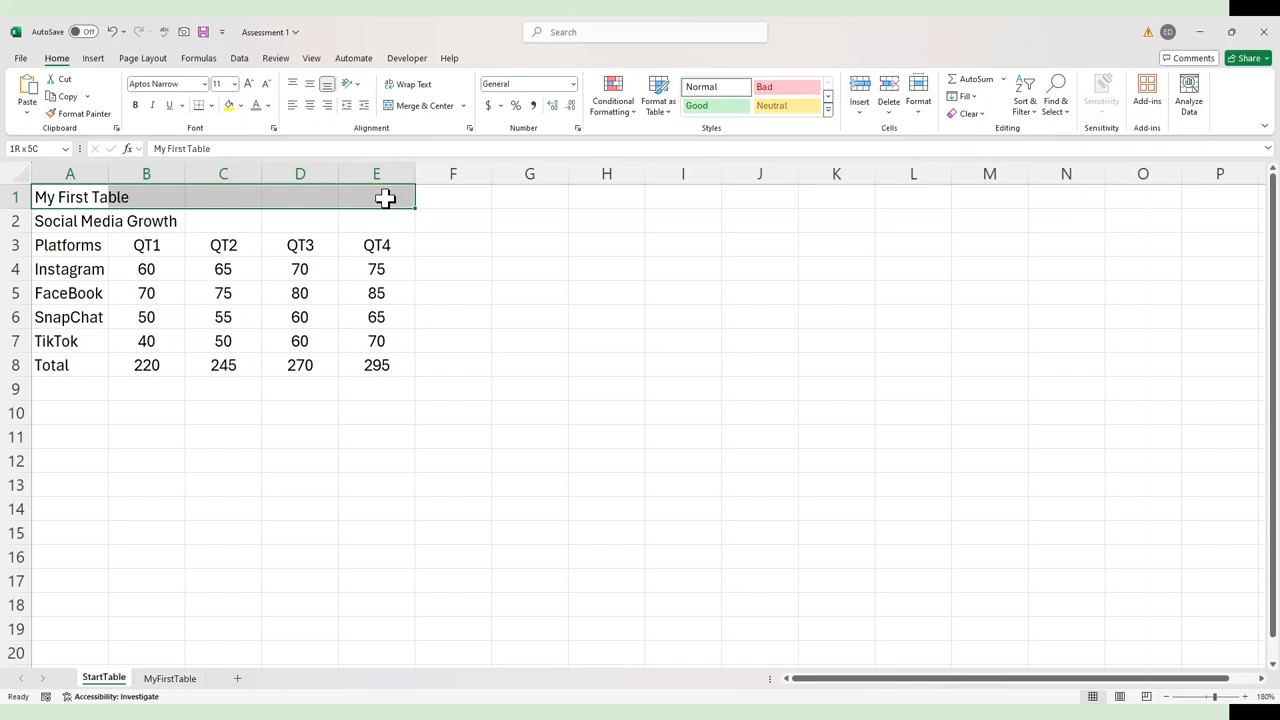 AutoSave Off Assessment 1 Search ED
File Home Insert Page Layout Formulas Data Review View Automate Developer Help Comments Share
Paste Cut Copy Format Painter Clipboard
Aptos Narrow 11 A A B I U A Font
Wrap Text Merge & Center Alignment
General $ % Number
Conditional Formatting Format as Table Normal Bad Good Neutral Styles
Insert Delete Format Cells
AutoSum Fill Clear Sort & Filter Find & Select Editing
Sensitivity Sensitivity Add-ins Add-ins Analyze Data
1R x 5C fx My First Table
A B C D E F G H I J K L M N O P
1 My First Table
2 Social Media Growth
3 Platforms QT1 QT2 QT3 QT4
4 Instagram 60 65 70 75
5 FaceBook 70 75 80 85
6 SnapChat 50 55 60 65
7 TikTok 40 50 60 70
8 Total 220 245 270 295
9
10
11
12
13
14
15
16
17
18
19
20
StartTable MyFirstTable +
Ready Accessibility: Investigate 180%